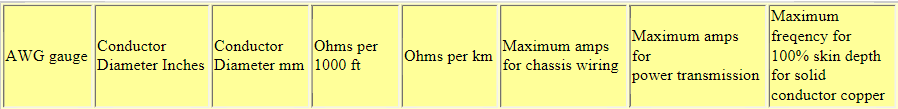 AWG gauge
Conductor
Diameter Inches
Conductor
Diameter mm
Ohms per
1000 ft
Ohms per km
Maximum amps
for chassis wiring
Maximum amps
for
power transmission
Maximum
freqency for
100% skin depth
for solid
conductor copper